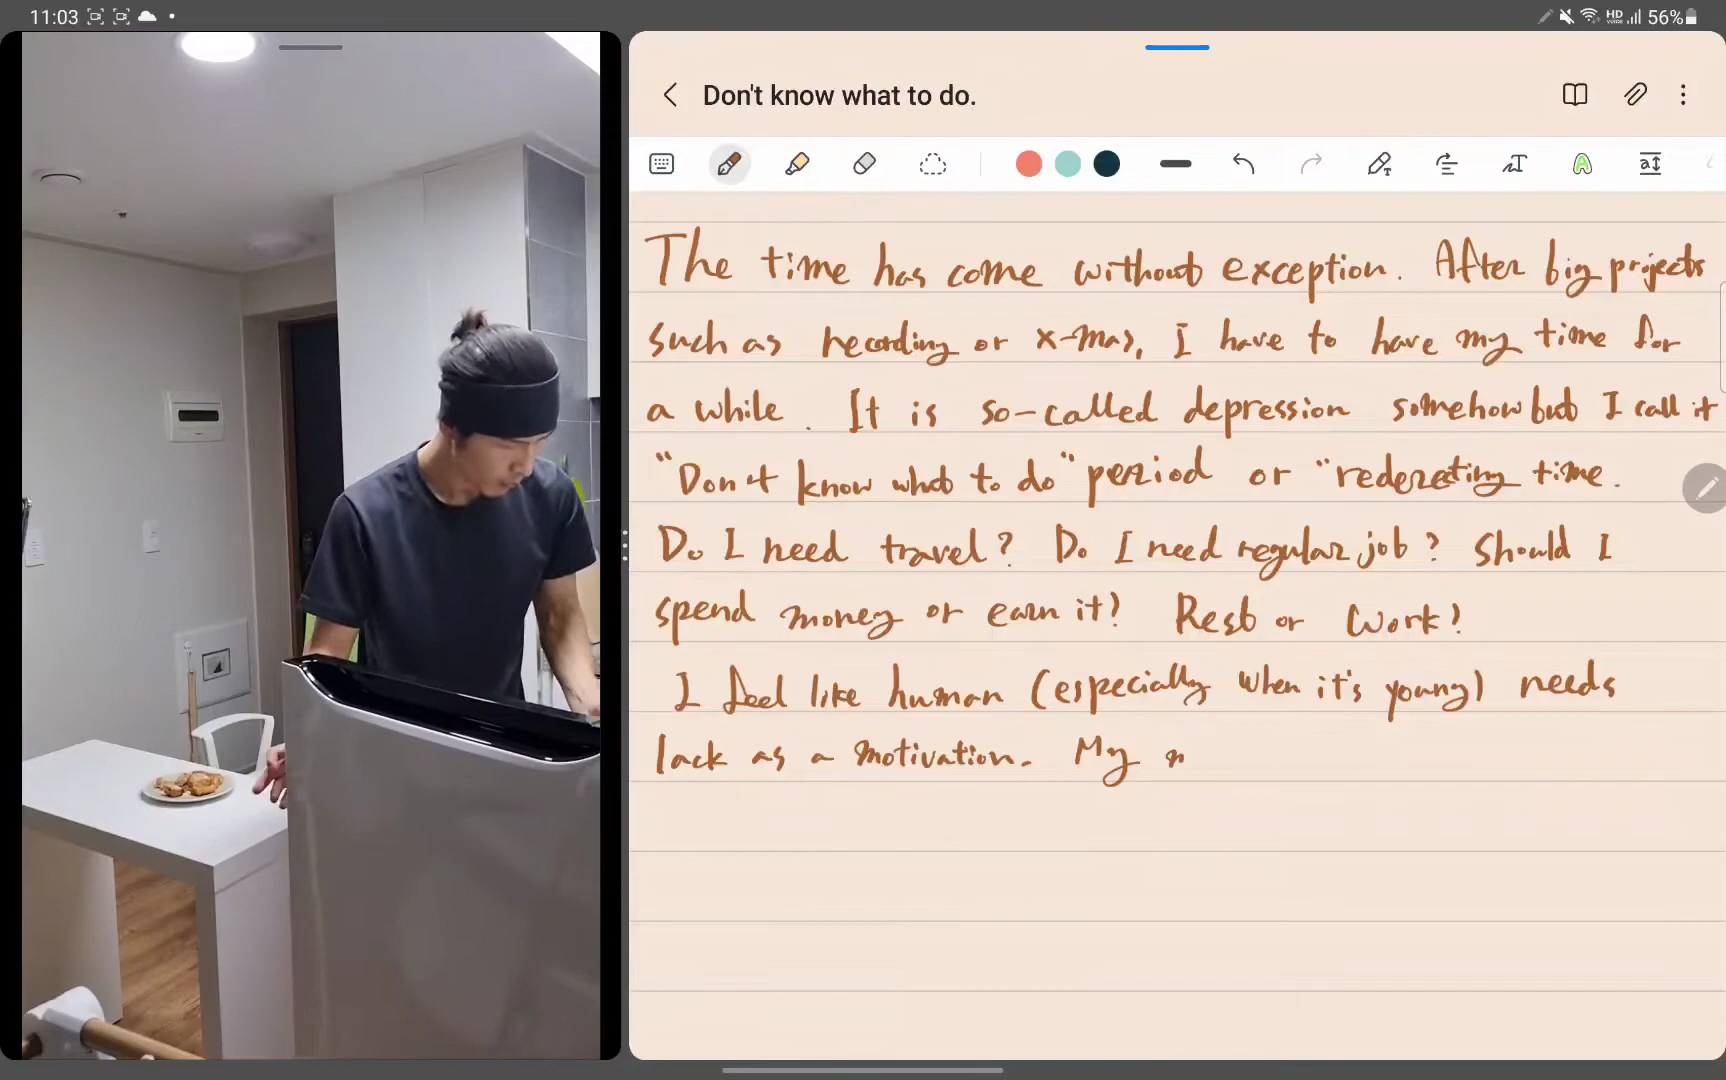 11:03
HD
56%
Don't know what to do.
The time has come without exception. After big projects
such as recording or x-mas, I have to have my time for
a while. It is so-called depression somehow but I call it
"Don't know what to do" period or "redecating time.
Do I need travel? Do I need regular job? Should I
spend money or earn it? Rest or Work?
I feel like human (especially when it's young) needs
lack as a motivation. My n